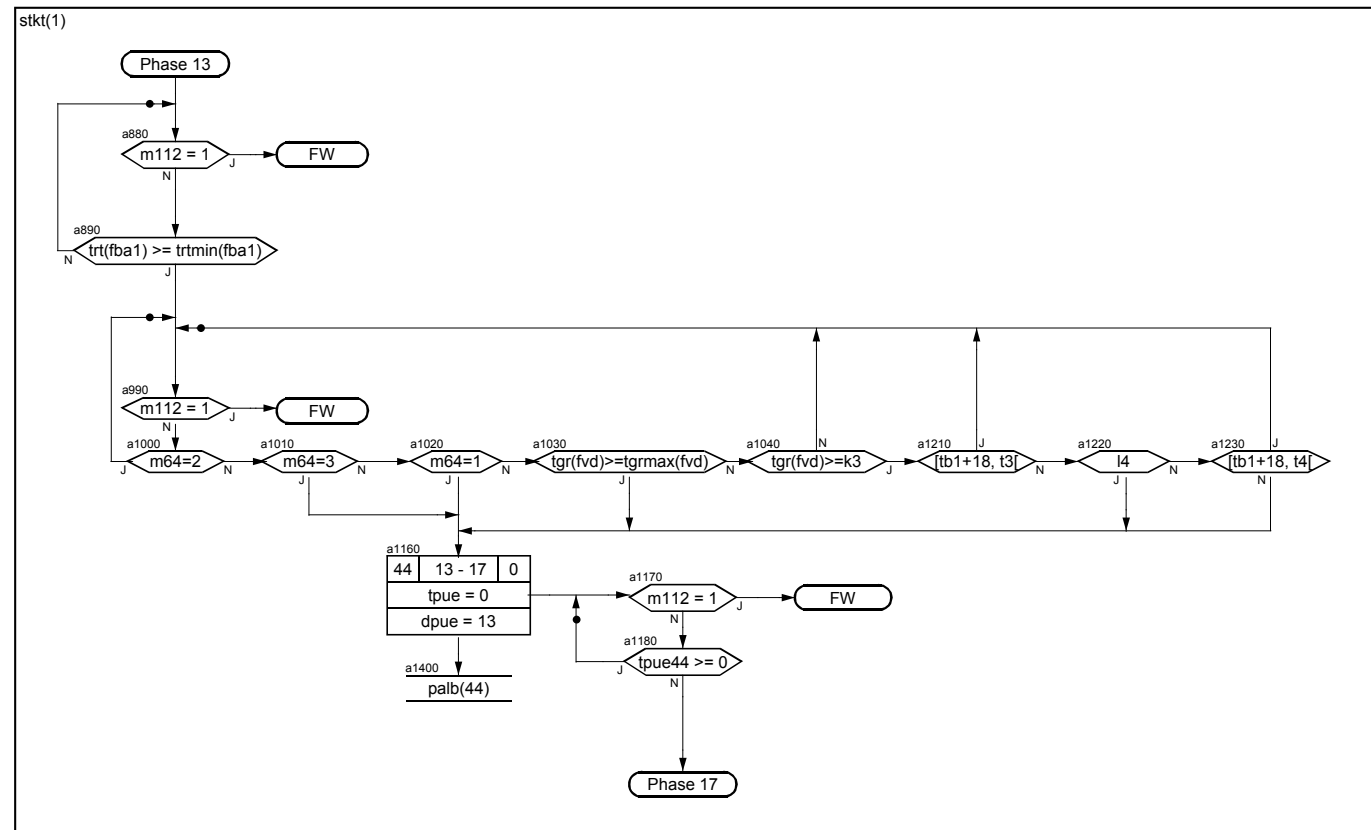 stkt(1)
Phase 13
a880
m112 = 1
J
FW
N
a890
trt(fba1) >= trtmin(fba1)
N
J
a990
m112 = 1
J
FW
N
a1000
m64=2
J
N
a1010
m64=3
N
J
a1020
m64=1
N
J
a1030
tgr(fvd)>=tgrmax(fvd)
N
J
a1040
N
tgr(fvd)>=k3
J
a1210
J
[tb1+18, t3[
N
a1220
l4
N
J
a1230
J
[tb1+18, t4[
N
a1160
44 13 - 17 0
tpue = 0
dpue = 13
a1170
m112 = 1
J
FW
N
a1180
tpue44 >= 0
J
N
a1400
palb(44)
Phase 17